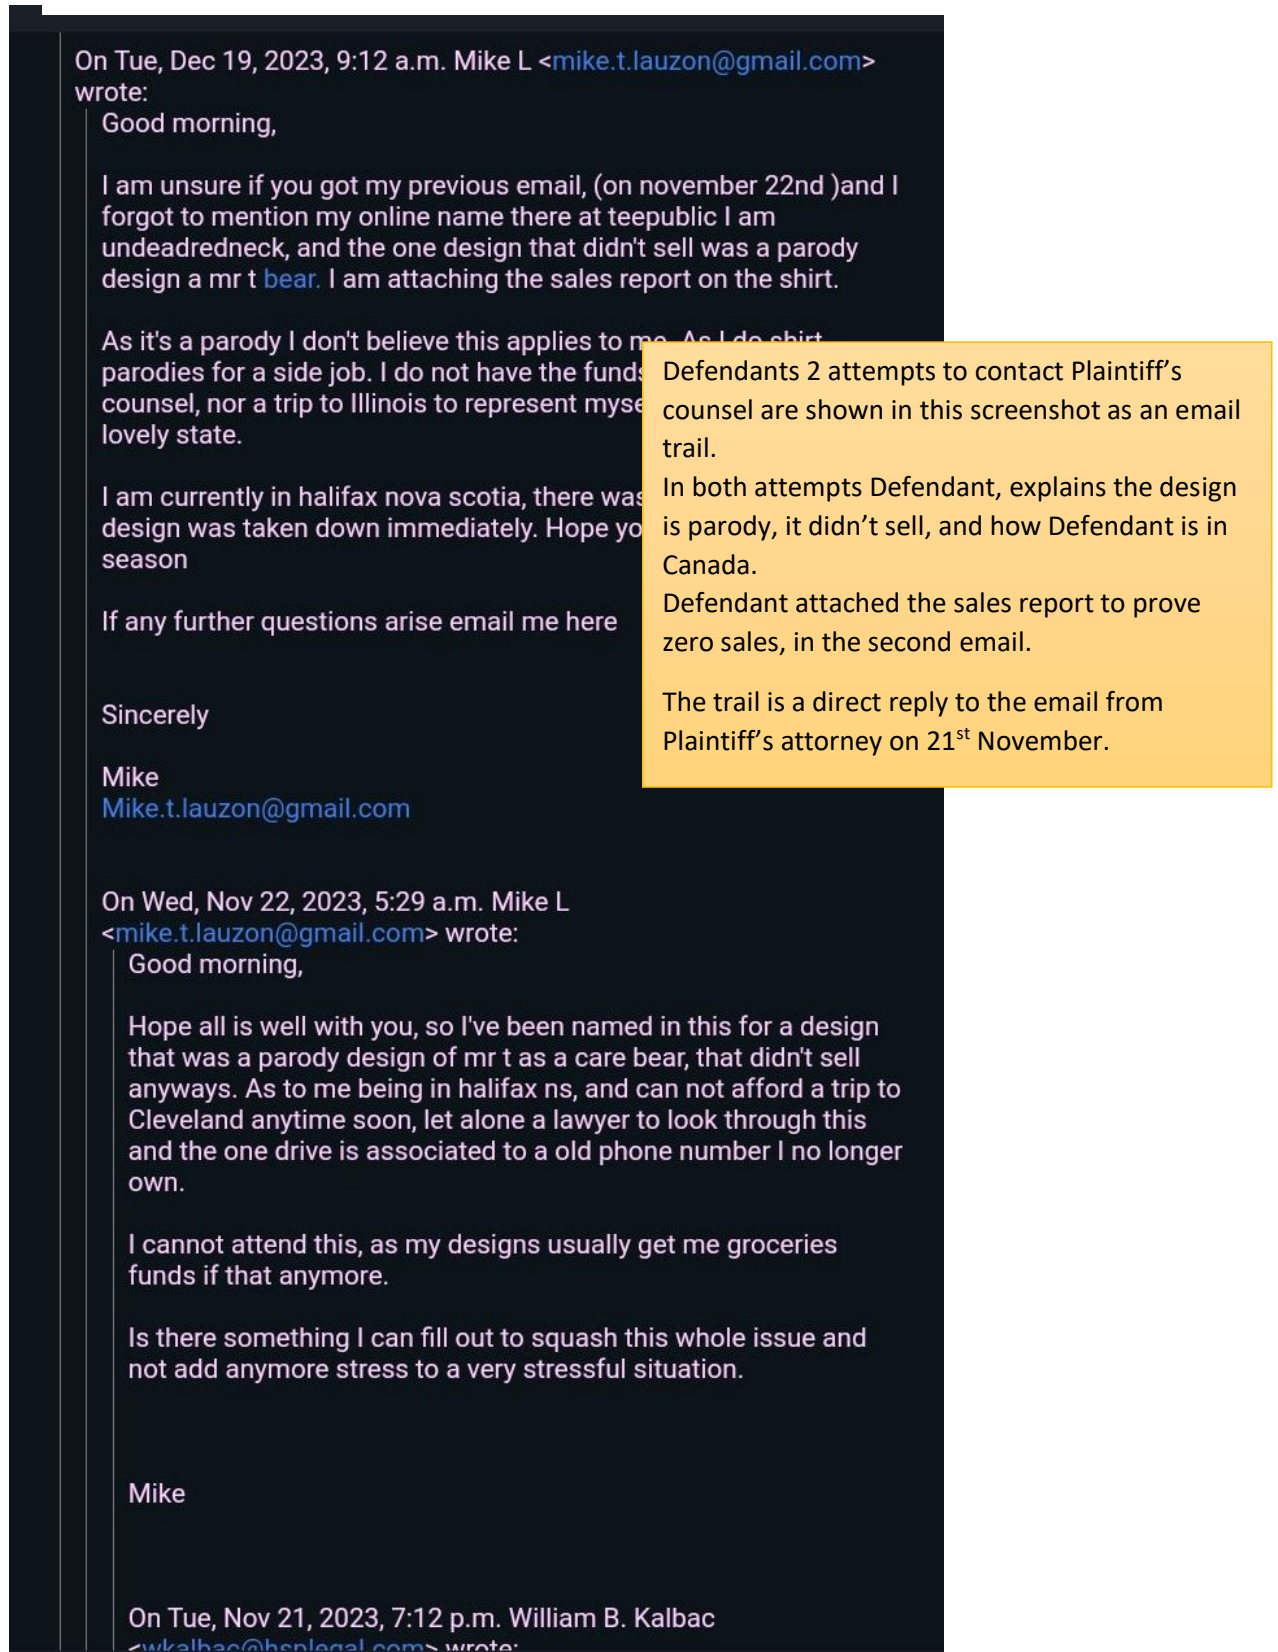 On Tue, Dec 19, 2023, 9:12 a.m. Mike L <mike.t.lauzon@gmail.com>
wrote:
Good morning,
I am unsure if you got my previous email, (on november 22nd )and I
forgot to mention my online name there at teepublic I am
undeadredneck, and the one design that didn't sell was a parody
design a mr t bear. I am attaching the sales report on the shirt.
As it's a parody I don't believe this applies to me. As I do shirt
parodies for a side job. I do not have the funds
counsel, nor a trip to Illinois to represent myse
lovely state.
I am currently in halifax nova scotia, there was
design was taken down immediately. Hope yo
season
If any further questions arise email me here
Sincerely
Mike
Mike.t.lauzon@gmail.com
Defendants 2 attempts to contact Plaintiff’s
counsel are shown in this screenshot as an email
trail.
In both attempts Defendant, explains the design
is parody, it didn’t sell, and how Defendant is in
Canada.
Defendant attached the sales report to prove
zero sales, in the second email.
The trail is a direct reply to the email from
Plaintiff’s attorney on 21st November.
On Wed, Nov 22, 2023, 5:29 a.m. Mike L
<mike.t.lauzon@gmail.com> wrote:
Good morning,
Hope all is well with you, so I've been named in this for a design
that was a parody design of mr t as a care bear, that didn't sell
anyways. As to me being in halifax ns, and can not afford a trip to
Cleveland anytime soon, let alone a lawyer to look through this
and the one drive is associated to a old phone number I no longer
own.
I cannot attend this, as my designs usually get me groceries
funds if that anymore.
Is there something I can fill out to squash this whole issue and
not add anymore stress to a very stressful situation.
Mike
On Tue, Nov 21, 2023, 7:12 p.m. William B. Kalbac
<wkalbac@hsplegal.com> wrote: